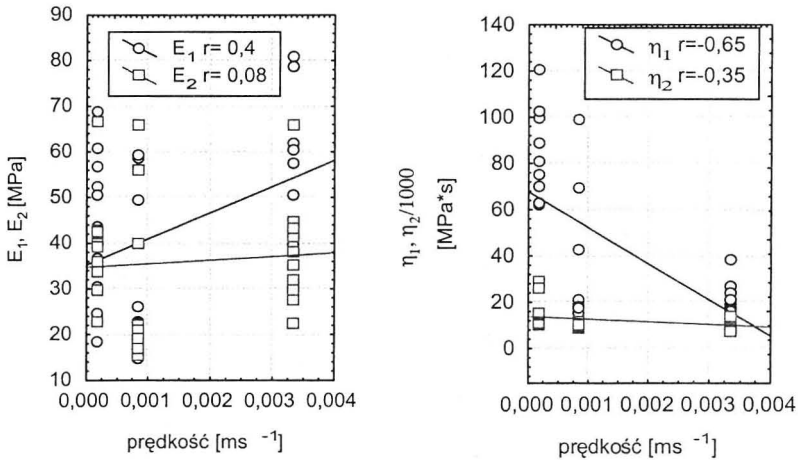 E1 r= 0,4
E2 r= 0,08
90
80
70
60
50
40
30
20
10
E1, E2 [MPa]
0,000 0,001 0,002 0,003 0,004
prędkość [ms -1]
η1 r=-0,65
η2 r=-0,35
140
120
100
80
60
40
20
0
η1, η2/1000
[MPa*s]
0,000 0,001 0,002 0,003 0,004
prędkość [ms -1]